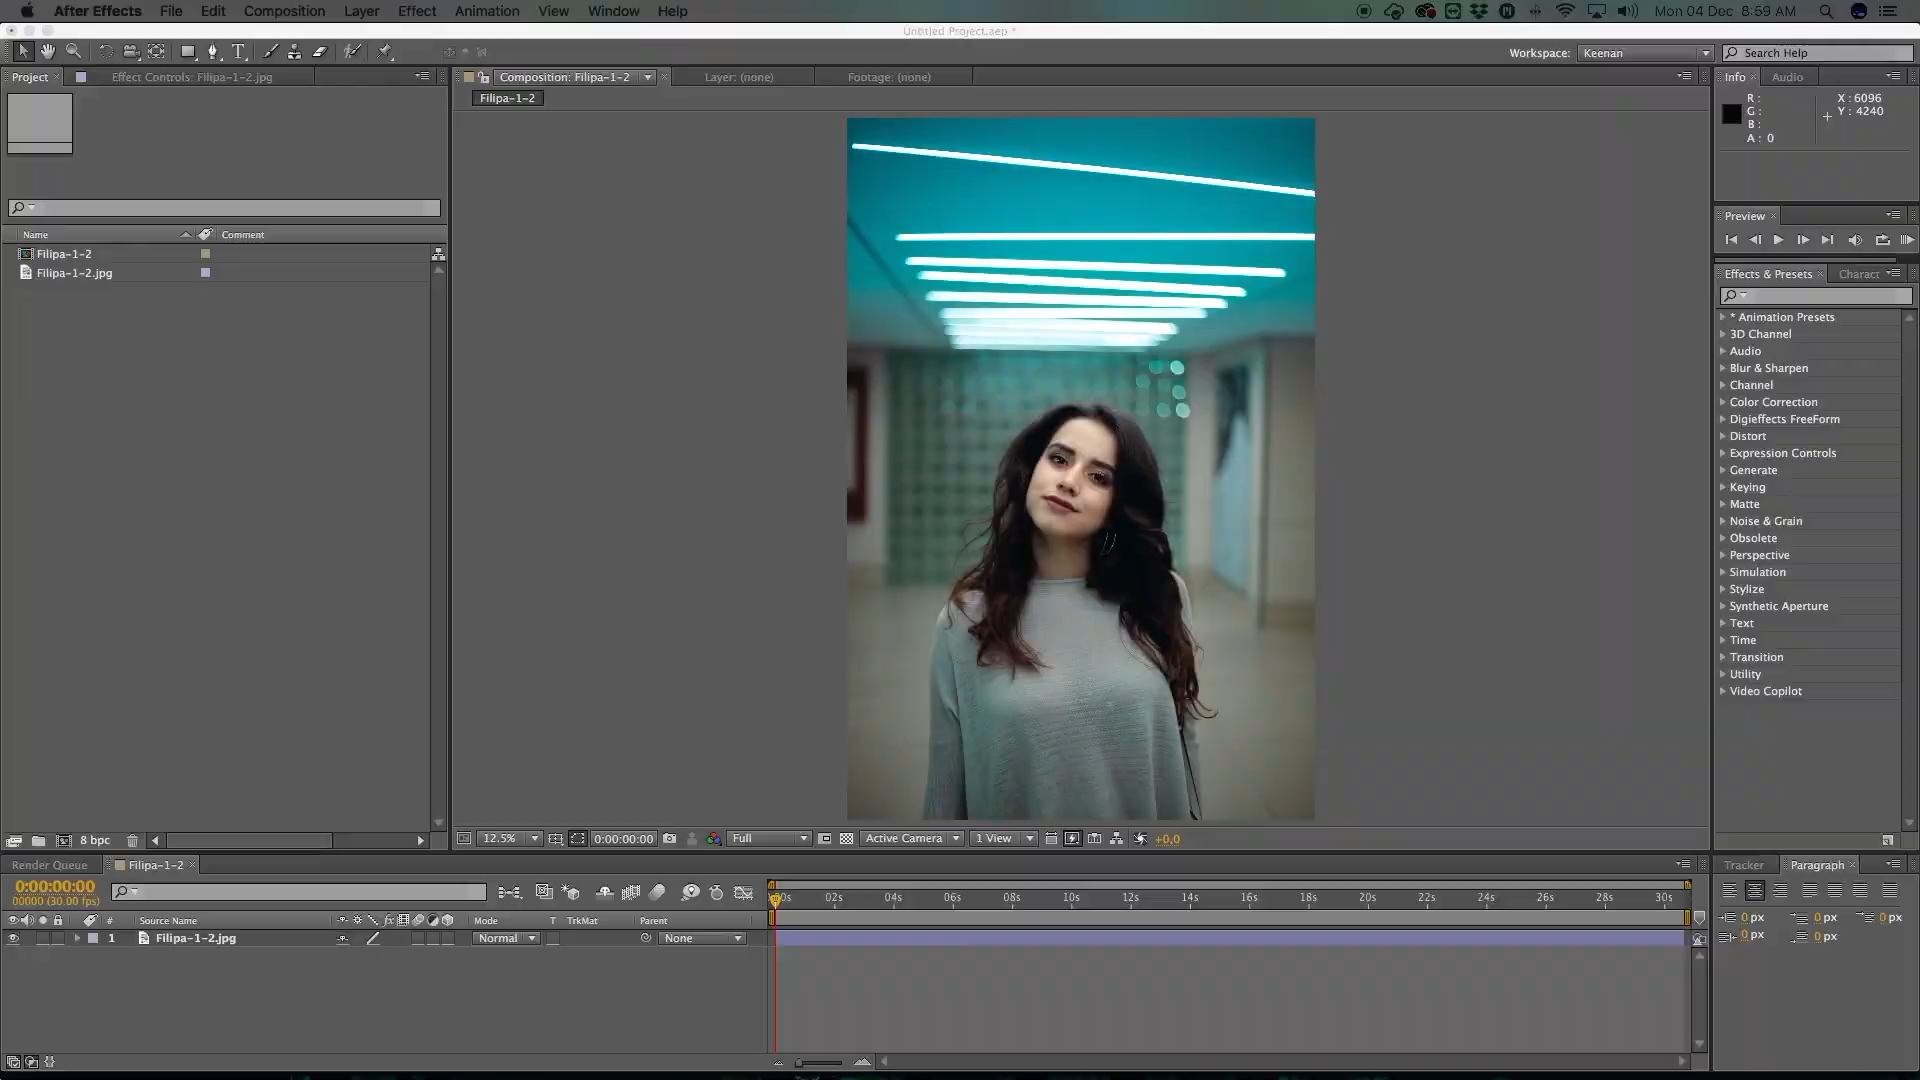 After Effects File Edit Composition Layer Effect Animation View Window Help Mon 04 Dec 8:59 AM
Untitled Project.aep *
Workspace: Keenan Search Help
Project Effect Controls: Filipa-1-2.jpg Composition: Filipa-1-2 Layer: (none) Footage: (none) Info Audio
Filipa-1-2
R : X : 6096
G : Y : 4240
B :
A : 0
Preview
Name Comment
Filipa-1-2
Filipa-1-2.jpg
Effects & Presets Charact
* Animation Presets
3D Channel
Audio
Blur & Sharpen
Channel
Color Correction
Digieffects FreeForm
Distort
Expression Controls
Generate
Keying
Matte
Noise & Grain
Obsolete
Perspective
Simulation
Stylize
Synthetic Aperture
Text
Time
Transition
Utility
Video Copilot
8 bpc 12.5% 0:00:00:00 Full Active Camera 1 View +0,0
Render Queue Filipa-1-2 Tracker Paragraph
0:00:00:00
00000 (30.00 fps)
02s 04s 06s 08s 10s 12s 14s 16s 18s 20s 22s 24s 26s 28s 30s
# Source Name Mode T TrkMat Parent
1 Filipa-1-2.jpg Normal None
0 px 0 px 0 px
0 px 0 px